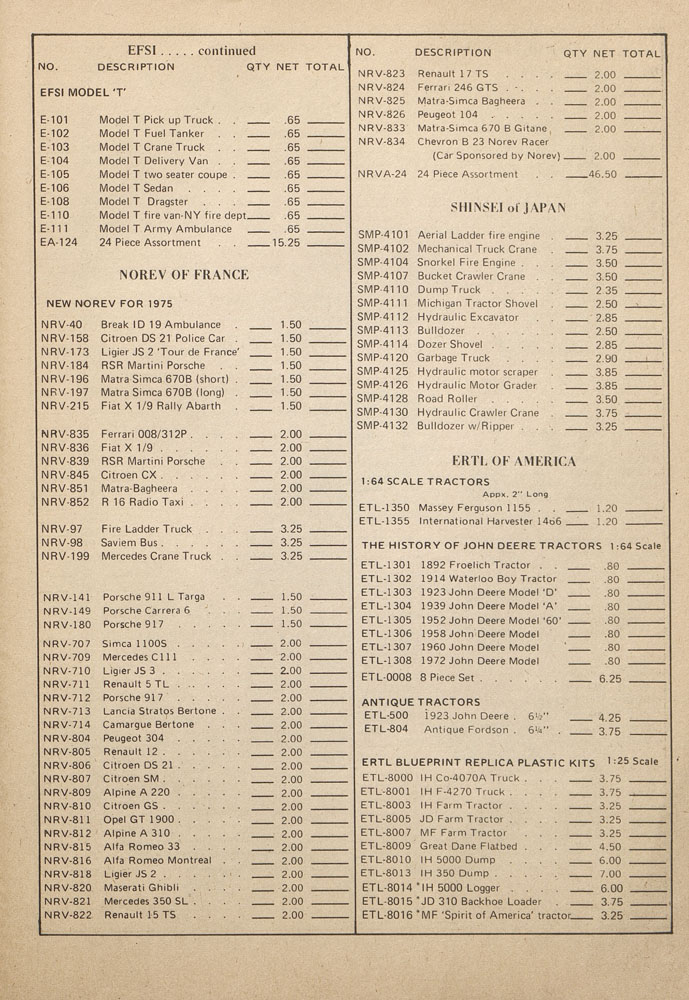 EFSI . . . . . continued
NO. DESCRIPTION QTY NET TOTAL
EFSI MODEL ‘T’
E-101 Model T Pick up Truck . . .65
E-102 Model T Fuel Tanker . .65
E-103 Model T Crane Truck . . .65
E-104 Model T Delivery Van . . .65
E-105 Model T two seater coupe . .65
E-106 Model T Sedan . . . . .65
E-108 Model T Dragster . . . .65
E-110 Model T fire van-NY fire dept. .65
E-111 Model T Army Ambulance .65
EA-124 24 Piece Assortment . . 15.25
NOREV OF FRANCE
NEW NOREV FOR 1975
NRV-40 Break ID 19 Ambulance . 1.50
NRV-158 Citroen DS 21 Police Car . 1.50
NRV-173 Ligier JS 2 ‘Tour de France’ 1.50
NRV-184 RSR Martini Porsche . . 1.50
NRV-196 Matra Simca 670B (short) . 1.50
NRV-197 Matra Simca 670B (long) . 1.50
NRV-215 Fiat X 1/9 Rally Abarth . 1.50
NRV-835 Ferrari 008/312P . . . 2.00
NRV-836 Fiat X 1/9 . . . . . 2.00
NRV-839 RSR Martini Porsche . . 2.00
NRV-845 Citroen CX . . . . . 2.00
NRV-851 Matra-Bagheera . . . . 2.00
NRV-852 R 16 Radio Taxi . . . . 2.00
NRV-97 Fire Ladder Truck . . . 3.25
NRV-98 Saviem Bus . . . . . 3.25
NRV-199 Mercedes Crane Truck . . 3.25
NRV-141 Porsche 911 L Targa . . 1.50
NRV-149 Porsche Carrera 6 . . . 1.50
NRV-180 Porsche 917 . . . . . 1.50
NRV-707 Simca 1100S . . . . . 2.00
NRV-709 Mercedes C111 . . . . 2.00
NRV-710 Ligier JS 3 . . . . . 2.00
NRV-711 Renault 5 TL . . . . . 2.00
NRV-712 Porsche 917 . . . . . 2.00
NRV-713 Lancia Stratos Bertone . . 2.00
NRV-714 Camargue Bertone . . . 2.00
NRV-804 Peugeot 304 . . . . . 2.00
NRV-805 Renault 12 . . . . . 2.00
NRV-806 Citroen DS 21 . . . . 2.00
NRV-807 Citroen SM . . . . . 2.00
NRV-809 Alpine A 220 . . . . . 2.00
NRV-810 Citroen GS . . . . . 2.00
NRV-811 Opel GT 1900 . . . . 2.00
NRV-812 Alpine A 310 . . . . . 2.00
NRV-815 Alfa Romeo 33 . . . . 2.00
NRV-816 Alfa Romeo Montreal . . 2.00
NRV-818 Ligier JS 2 . . . . . 2.00
NRV-820 Maserati Ghibli . . . . 2.00
NRV-821 Mercedes 350 SL . . . . 2.00
NRV-822 Renault 15 TS . . . . 2.00
NO. DESCRIPTION QTY NET TOTAL
NRV-823 Renault 17 TS . . . . 2.00
NRV-824 Ferrari 246 GTS . . . . 2.00
NRV-825 Matra-Simca Bagheera . . 2.00
NRV-826 Peugeot 104 . . . . . 2.00
NRV-833 Matra-Simca 670 B Gitane 2.00
NRV-834 Chevron B 23 Norev Racer
(Car Sponsored by Norev) 2.00
NRVA-24 24 Piece Assortment . . 46.50
SHINSEI of JAPAN
SMP-4101 Aerial Ladder fire engine . 3.25
SMP-4102 Mechanical Truck Crane . 3.75
SMP-4104 Snorkel Fire Engine . . . 3.50
SMP-4107 Bucket Crawler Crane . . 3.50
SMP-4110 Dump Truck . . . . . 2 35
SMP-4111 Michigan Tractor Shovel . 2.50
SMP-4112 Hydraulic Excavator . . 2.85
SMP-4113 Bulldozer . . . . . 2.50
SMP-4114 Dozer Shovel . . . . 2.85
SMP-4120 Garbage Truck . . . . 2.90
SMP-4125 Hydraulic motor scraper . 3.85
SMP-4126 Hydraulic Motor Grader . 3.85
SMP-4128 Road Roller . . . . . 3.50
SMP-4130 Hydraulic Crawler Crane . 3.75
SMP-4132 Bulldozer w/Ripper . . . 3.25
ERTL OF AMERICA
1:64 SCALE TRACTORS
Appx. 2" Long
ETL-1350 Massey Ferguson 1155 . . 1.20
ETL-1355 International Harvester 1466 1.20
THE HISTORY OF JOHN DEERE TRACTORS 1:64 Scale
ETL-1301 1892 Froelich Tractor . . .80
ETL-1302 1914 Waterloo Boy Tractor .80
ETL-1303 1923 John Deere Model ‘D’ .80
ETL-1304 1939 John Deere Model ‘A’ .80
ETL-1305 1952 John Deere Model ‘60’ .80
ETL-1306 1958 John Deere Model .80
ETL-1307 1960 John Deere Model .80
ETL-1308 1972 John Deere Model .80
ETL-0008 8 Piece Set . . . . . 6.25
ANTIQUE TRACTORS
ETL-500 1923 John Deere . 6½" 4.25
ETL-804 Antique Fordson . 6¼" . 3.75
ERTL BLUEPRINT REPLICA PLASTIC KITS 1:25 Scale
ETL-8000 IH Co-4070A Truck . . . 3.75
ETL-8001 IH F-4270 Truck . . . . 3.75
ETL-8003 IH Farm Tractor . . . . 3.25
ETL-8005 JD Farm Tractor . . . 3.25
ETL-8007 MF Farm Tractor . . . 3.25
ETL-8009 Great Dane Flatbed . . . 4.50
ETL-8010 IH 5000 Dump . . . . 6.00
ETL-8013 IH 350 Dump . . . . 7.00
ETL-8014 *IH 5000 Logger . . . . 6.00
ETL-8015 *JD 310 Backhoe Loader . 3.75
ETL-8016 *MF ‘Spirit of America’ tractor 3.25